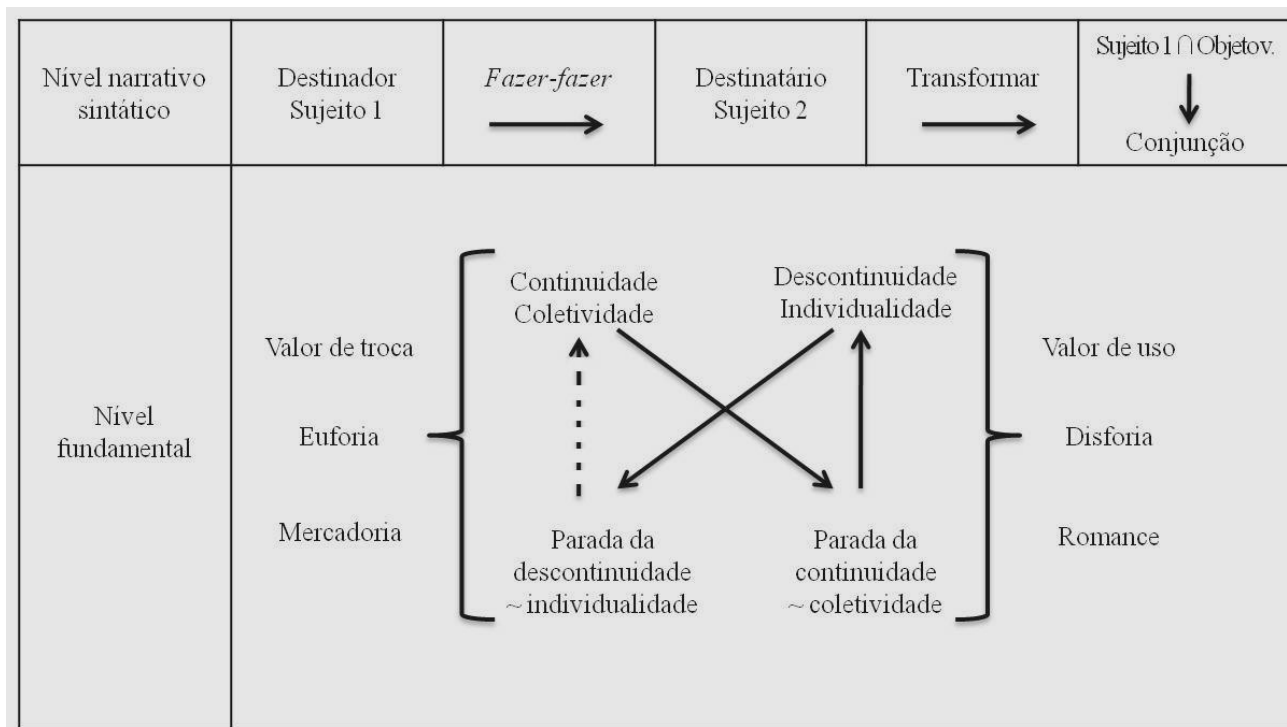 Nível narrativo
sintático
Destinador
Sujeito 1
Fazer-fazer
Destinatário
Sujeito 2
Transformar
Sujeito 1 ∩ Objetov.
Conjunção
Nível
fundamental
Valor de troca
Euforia
Mercadoria
Continuidade
Coletividade
Descontinuidade
Individualidade
Parada da
descontinuidade
~ individualidade
Parada da
continuidade
~ coletividade
Valor de uso
Disforia
Romance